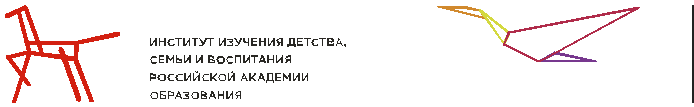 ИНСТИТУТ ИЗУЧЕНИЯ ДЕТСТВА,
СЕМЬИ И ВОСПИТАНИЯ
РОССИЙСКОЙ АКАДЕМИИ
ОБРАЗОВАНИЯ